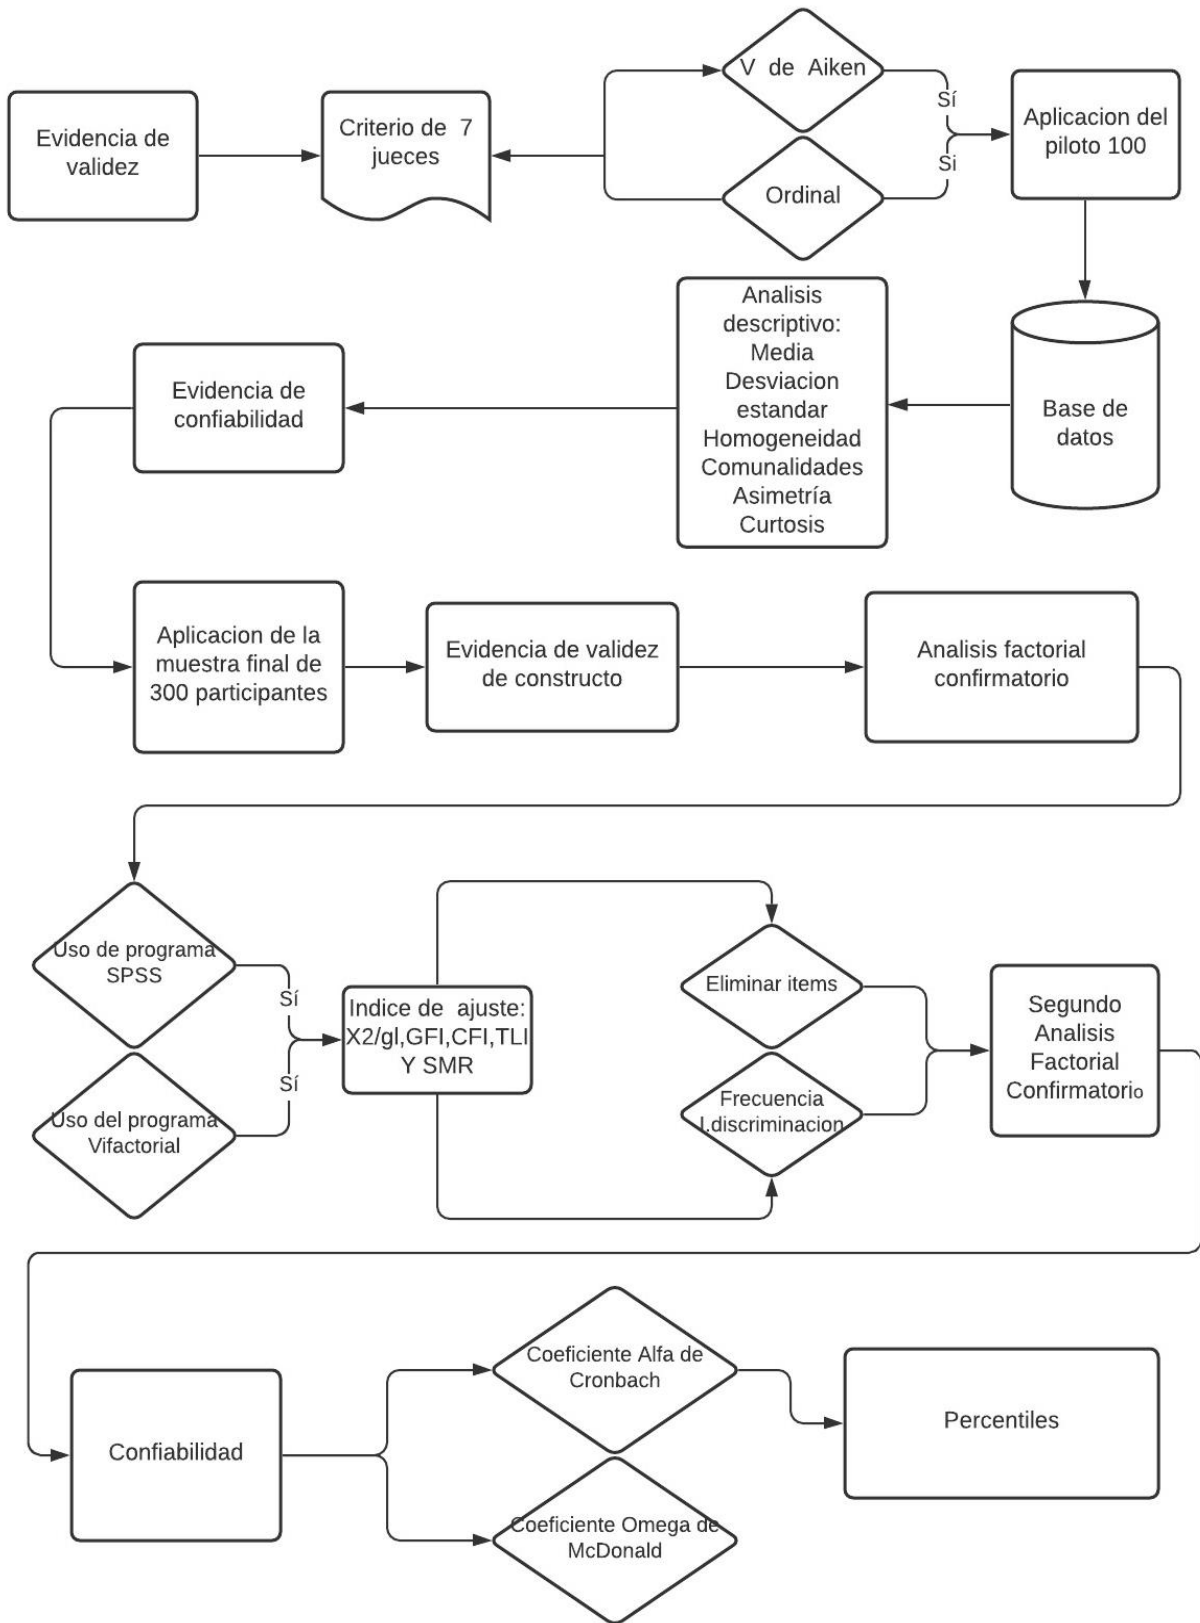 Evidencia de
validez
Criterio de 7
jueces
V de Aiken
Sí
Si
Ordinal
Aplicacion del
piloto 100
Analisis
descriptivo:
Media
Desviacion
estandar
Homogeneidad
Comunalidades
Asimetría
Curtosis
Evidencia de
confiabilidad
Base de
datos
Aplicacion de la
muestra final de
300 participantes
Evidencia de validez
de constructo
Analisis factorial
confirmatorio
Uso de programa
SPSS
Sí
Sí
Uso del programa
Vifactorial
Indice de ajuste:
X2/gl,GFI,CFI,TLI
Y SMR
Eliminar items
Frecuencia
I.discriminacion
Segundo
Analisis
Factorial
Confirmatorio
Confiabilidad
Coeficiente Alfa de
Cronbach
Coeficiente Omega de
McDonald
Percentiles